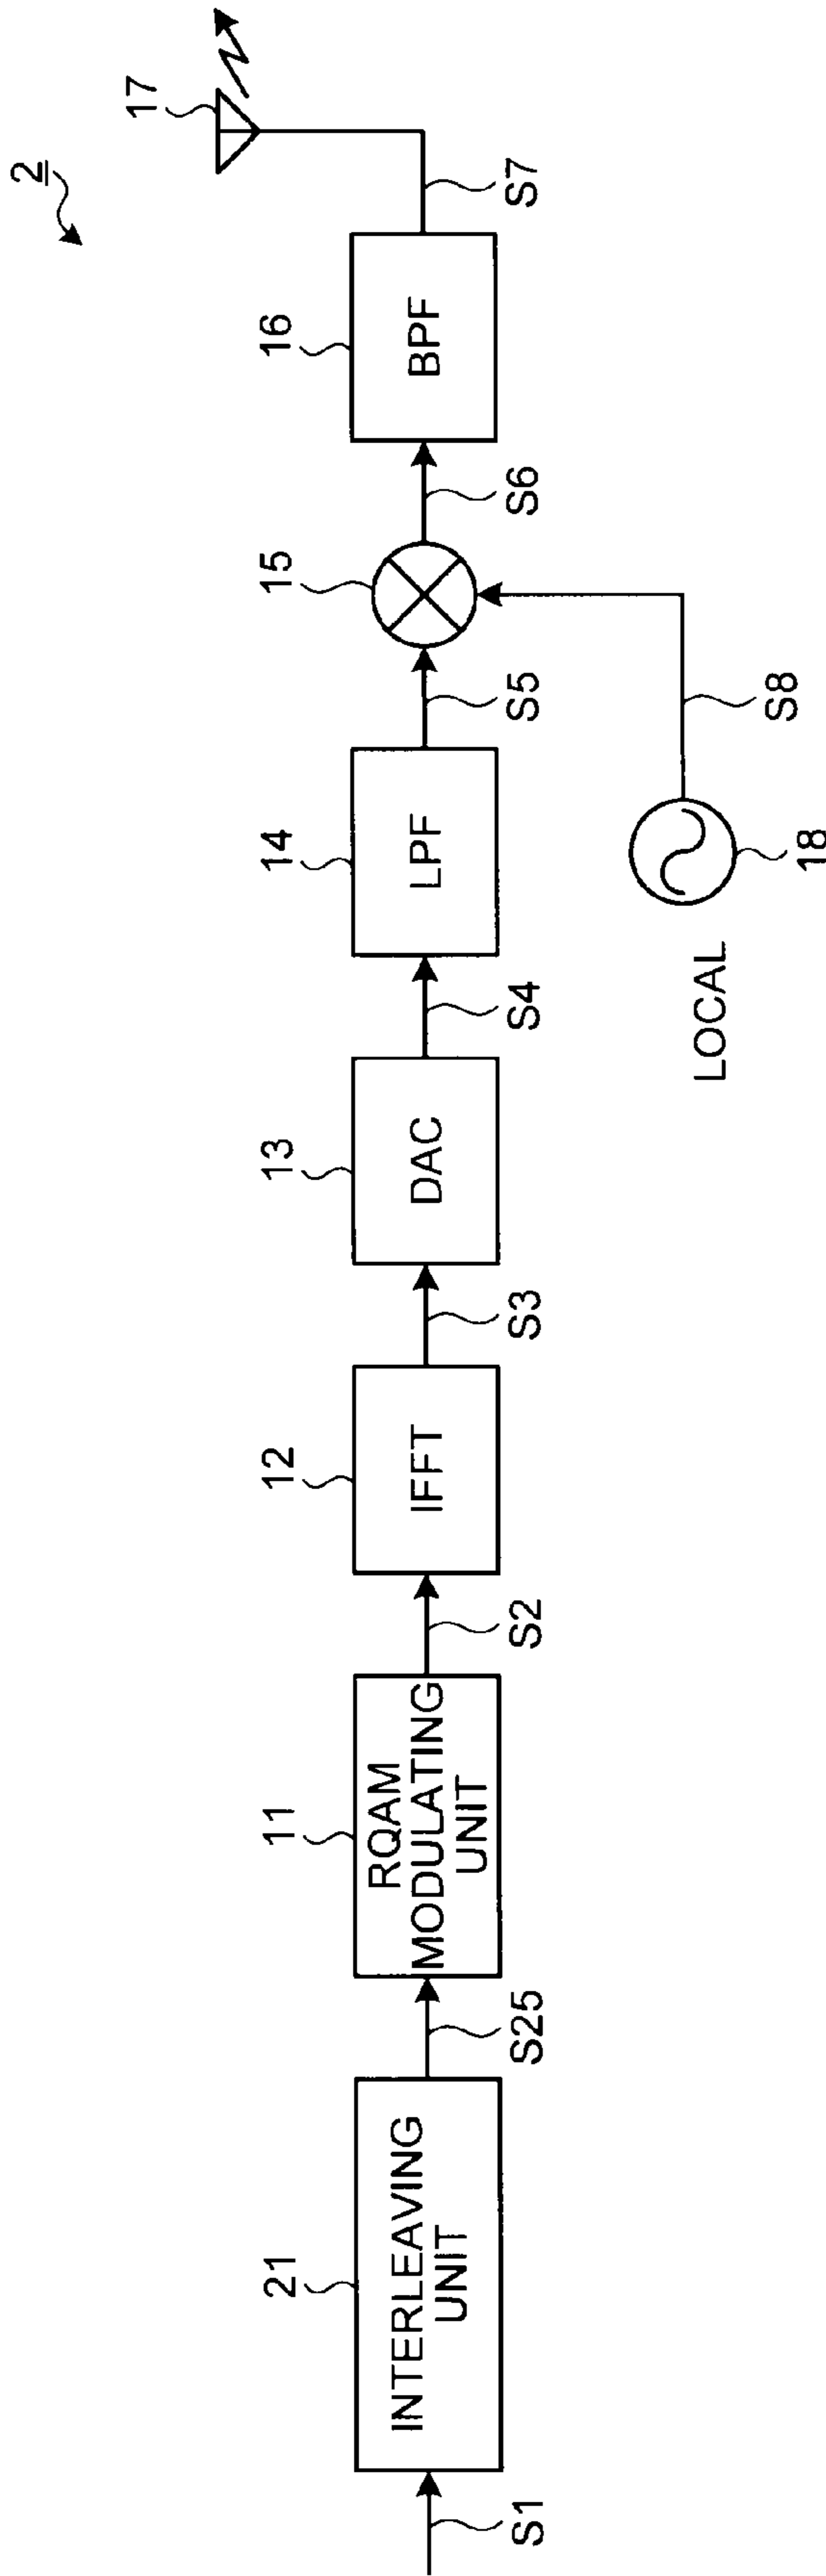 2
S1
21
INTERLEAVING
UNIT
S25
11
RQAM
MODULATING
UNIT
S2
12
IFFT
S3
13
DAC
S4
14
LPF
S5
15
S6
16
BPF
S7
17
S8
18
LOCAL